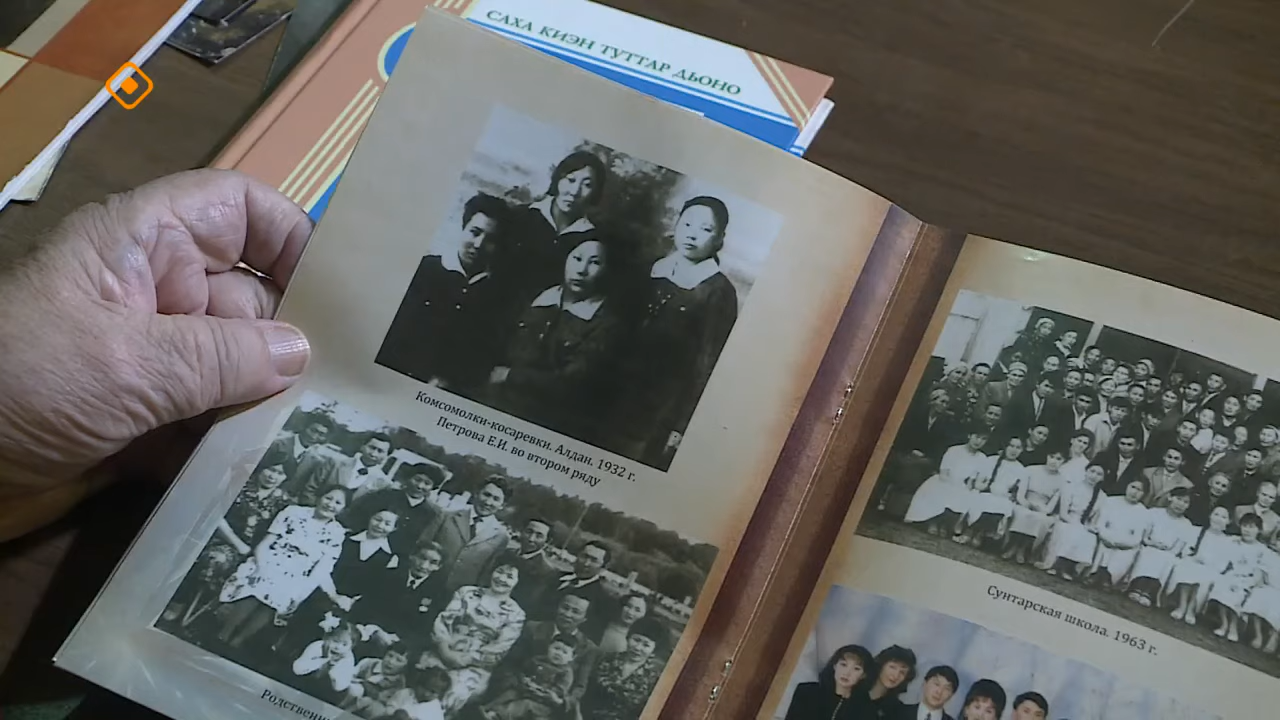 САХА КИЭН ТУТТАР ДЬОНО
Комсомолки-косаревки. Алдан. 1932 г.
Петрова Е.И. во втором ряду
Сунтарская школа. 1963 г.